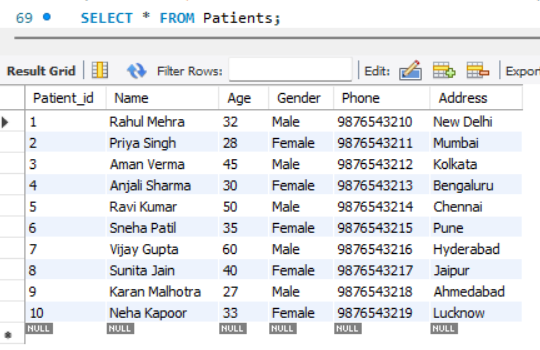 69 SELECT * FROM Patients;
Result Grid Filter Rows: Edit: Expor
Patient_id Name Age Gender Phone Address
1 Rahul Mehra 32 Male 9876543210 New Delhi
2 Priya Singh 28 Female 9876543211 Mumbai
3 Aman Verma 45 Male 9876543212 Kolkata
4 Anjali Sharma 30 Female 9876543213 Bengaluru
5 Ravi Kumar 50 Male 9876543214 Chennai
6 Sneha Patil 35 Female 9876543215 Pune
7 Vijay Gupta 60 Male 9876543216 Hyderabad
8 Sunita Jain 40 Female 9876543217 Jaipur
9 Karan Malhotra 27 Male 9876543218 Ahmedabad
10 Neha Kapoor 33 Female 9876543219 Lucknow
NULL NULL NULL NULL NULL NULL